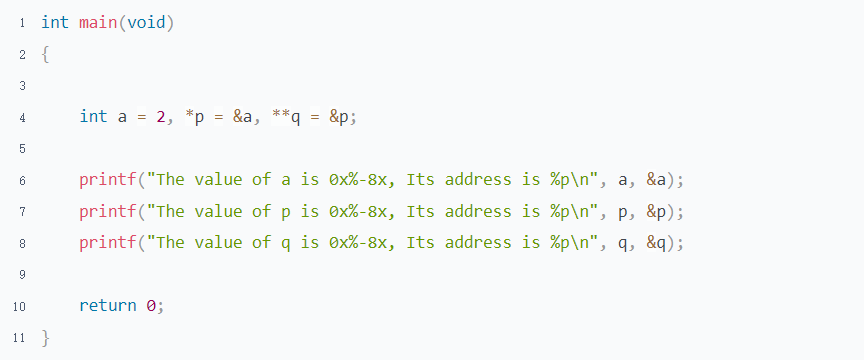 1 int main(void)
2 {
3
4     int a = 2, *p = &a, **q = &p;
5
6     printf("The value of a is 0x%-8x, Its address is %p\n", a, &a);
7     printf("The value of p is 0x%-8x, Its address is %p\n", p, &p);
8     printf("The value of q is 0x%-8x, Its address is %p\n", q, &q);
9
10     return 0;
11 }